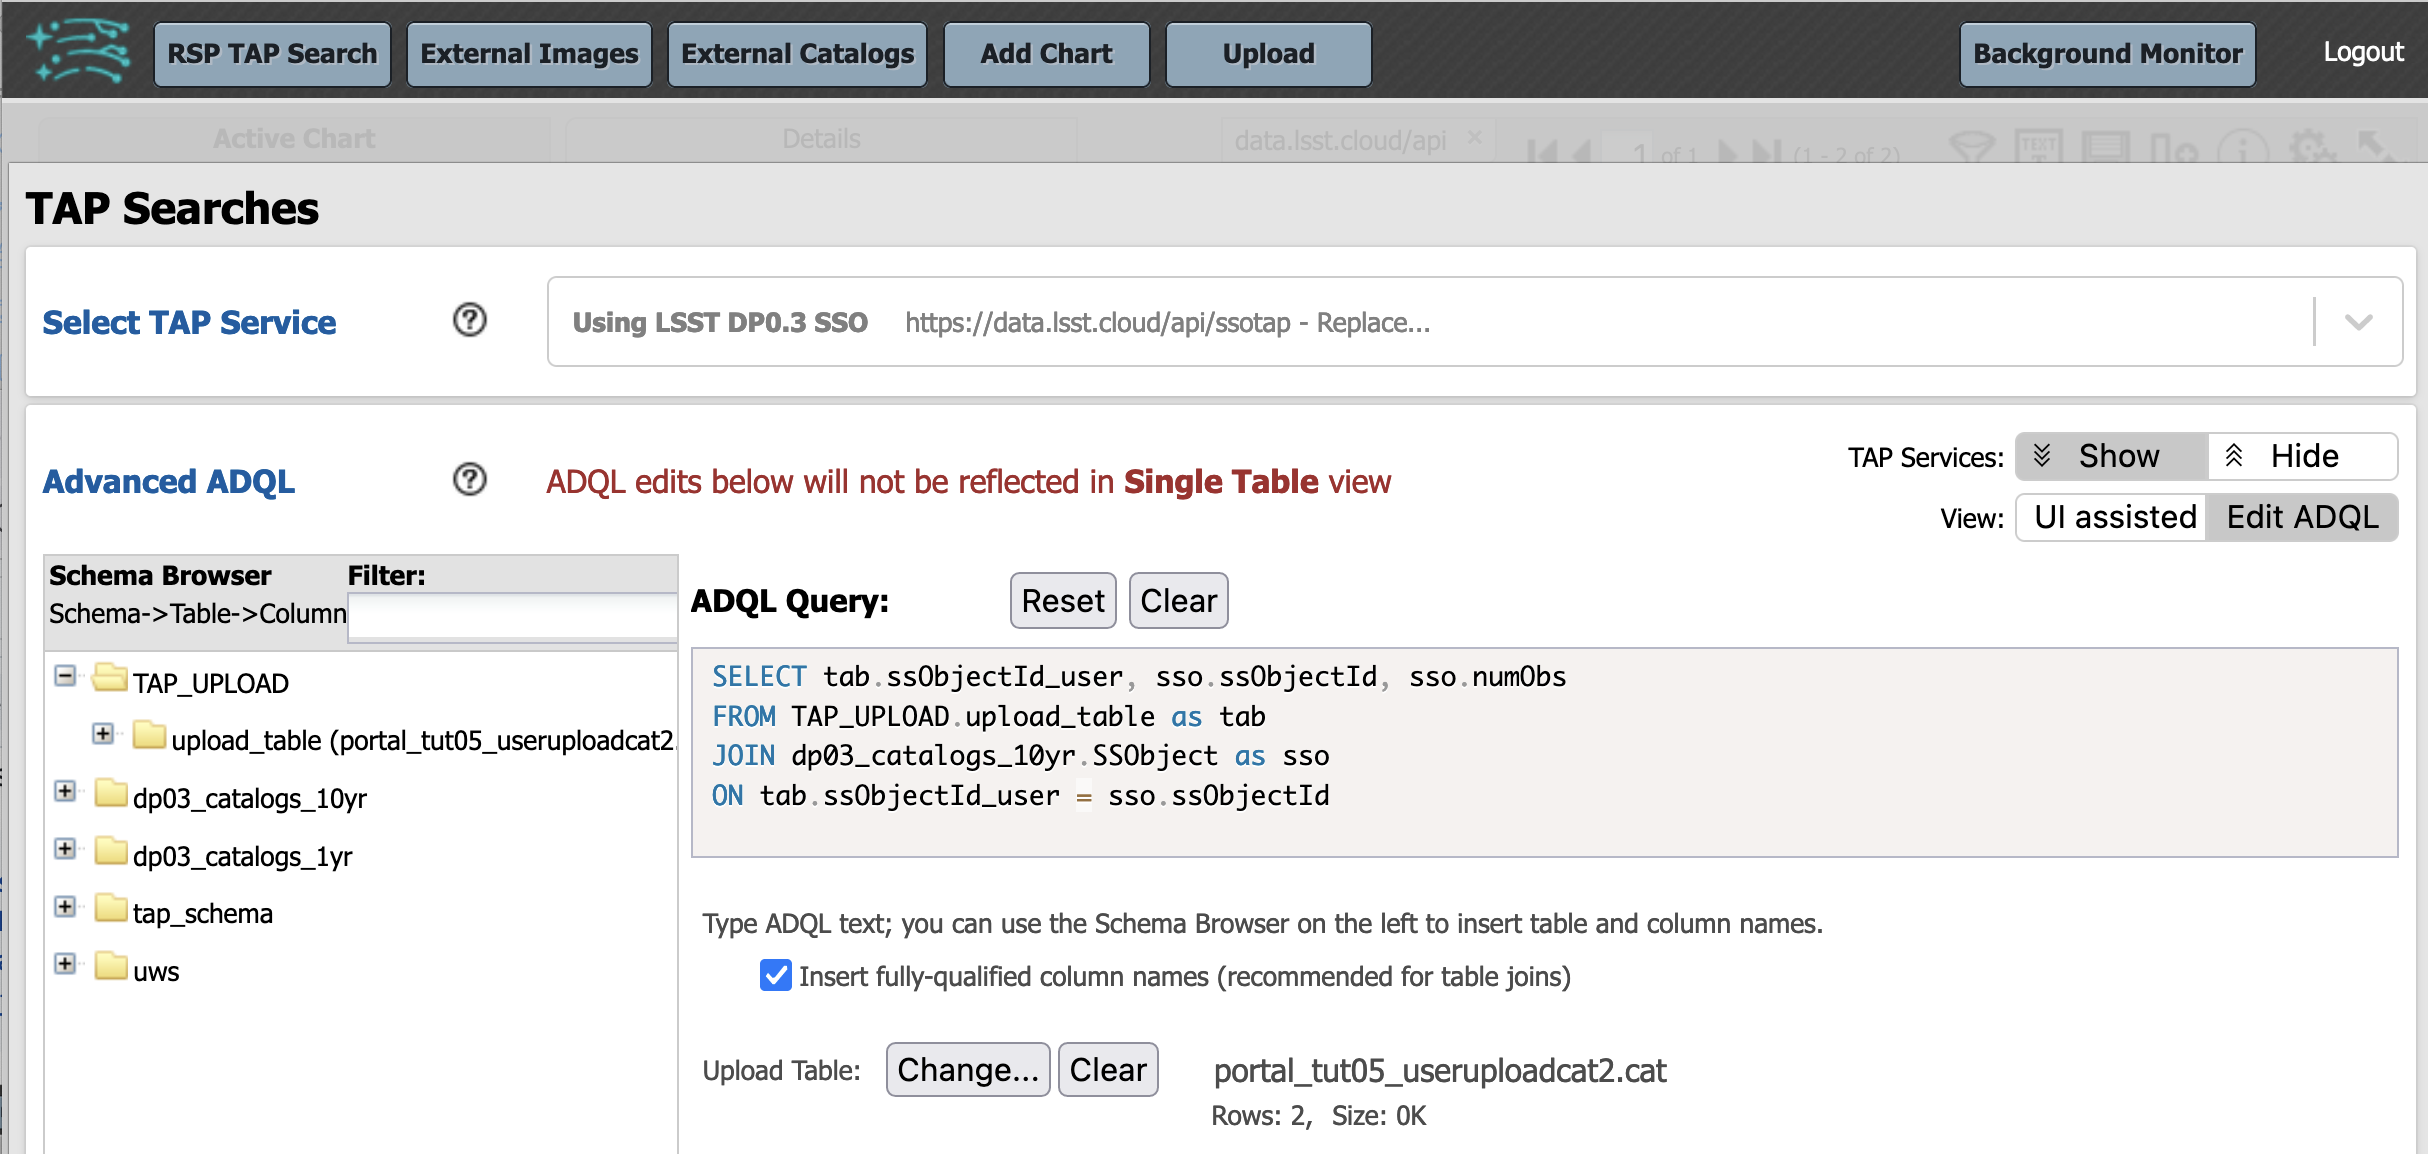 RSP TAP Search External Images External Catalogs Add Chart Upload Background Monitor Logout
Active Chart Details data.lsst.cloud/api × 1 of 1 (1 - 2 of 2) TEXT
TAP Searches
Select TAP Service ? Using LSST DP0.3 SSO https://data.lsst.cloud/api/ssotap - Replace...
Advanced ADQL ? ADQL edits below will not be reflected in Single Table view
TAP Services: Show Hide
View: UI assisted Edit ADQL
Schema Browser Filter:
Schema->Table->Column
TAP_UPLOAD
upload_table (portal_tut05_useruploadcat2.
dp03_catalogs_10yr
dp03_catalogs_1yr
tap_schema
uws
ADQL Query: Reset Clear
SELECT tab.ssObjectId_user, sso.ssObjectId, sso.numObs
FROM TAP_UPLOAD.upload_table as tab
JOIN dp03_catalogs_10yr.SSObject as sso
ON tab.ssObjectId_user = sso.ssObjectId
Type ADQL text; you can use the Schema Browser on the left to insert table and column names.
Insert fully-qualified column names (recommended for table joins)
Upload Table: Change... Clear portal_tut05_useruploadcat2.cat
Rows: 2, Size: 0K